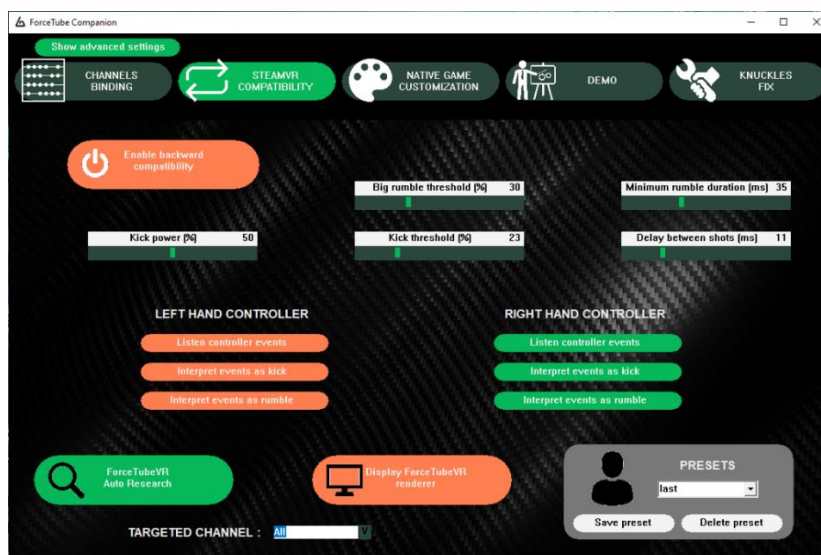 ForceTube Companion
Show advanced settings
CHANNELS
BINDING
STEAMVR
COMPATIBILITY
NATIVE GAME
CUSTOMIZATION
DEMO
KNUCKLES
FIX
Enable backward
compatibility
Big rumble threshold (%) 30
Minimum rumble duration (ms) 35
Kick power (%) 50
Kick threshold (%) 23
Delay between shots (ms) 11
LEFT HAND CONTROLLER
RIGHT HAND CONTROLLER
Listen controller events
Listen controller events
Interpret events as kick
Interpret events as kick
Interpret events as rumble
Interpret events as rumble
ForceTubeVR
Auto Research
Display ForceTubeVR
renderer
PRESETS
last
Save preset
Delete preset
TARGETED CHANNEL : All V